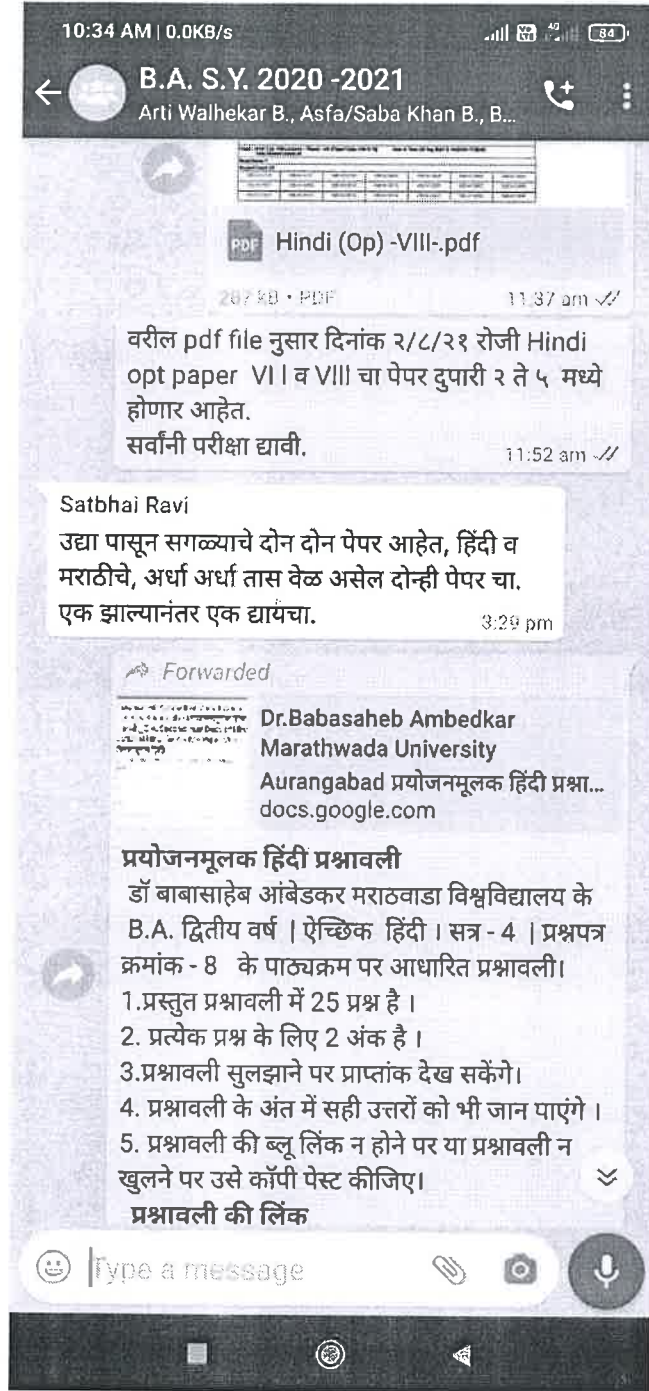 10:34 AM | 0.0KB/s
4G
84
B.A. S.Y. 2020 -2021
Arti Walhekar B., Asfa/Saba Khan B., B...
PDF
Hindi (Op) -VIII-.pdf
287 kB • PDF
11:37 am
वरील pdf file नुसार दिनांक २/८/२१ रोजी Hindi
opt paper VI I व VIII चा पेपर दुपारी २ ते ५ मध्ये
होणार आहेत.
सर्वांनी परीक्षा द्यावी.
11:52 am
Satbhai Ravi
उद्या पासून सगळ्याचे दोन दोन पेपर आहेत, हिंदी व
मराठीचे, अर्धा अर्धा तास वेळ असेल दोन्ही पेपर चा.
एक झाल्यानंतर एक द्यायचा.
3:29 pm
Forwarded
Dr.Babasaheb Ambedkar
Marathwada University
Aurangabad प्रयोजनमूलक हिंदी प्रश्ना...
docs.google.com
प्रयोजनमूलक हिंदी प्रश्नावली
डॉ बाबासाहेब आंबेडकर मराठवाडा विश्वविद्यालय के
B.A. द्वितीय वर्ष | ऐच्छिक हिंदी । सत्र - 4 | प्रश्नपत्र
क्रमांक - 8 के पाठ्यक्रम पर आधारित प्रश्नावली।
1.प्रस्तुत प्रश्नावली में 25 प्रश्न है ।
2. प्रत्येक प्रश्न के लिए 2 अंक है ।
3.प्रश्नावली सुलझाने पर प्राप्तांक देख सकेंगे।
4. प्रश्नावली के अंत में सही उत्तरों को भी जान पाएंगे ।
5. प्रश्नावली की ब्लू लिंक न होने पर या प्रश्नावली न
खुलने पर उसे कॉपी पेस्ट कीजिए।
प्रश्नावली की लिंक
Type a message